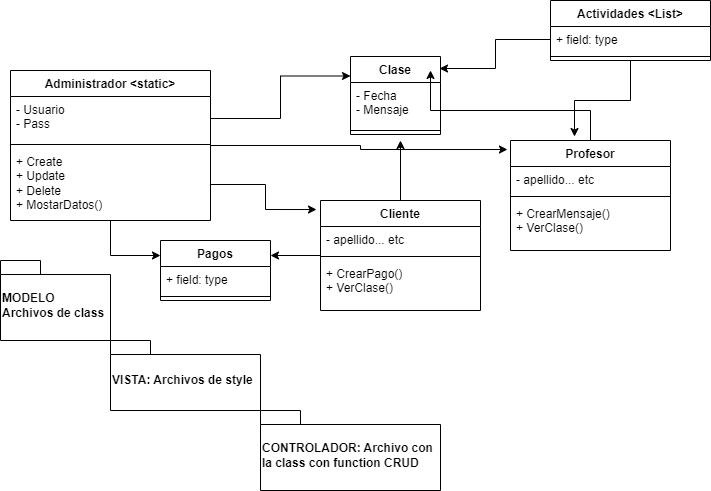 Actividades <List>
+ field: type
Clase
- Fecha
- Mensaje
Administrador <static>
- Usuario
- Pass
+ Create
+ Update
+ Delete
+ MostarDatos()
Profesor
- apellido... etc
+ CrearMensaje()
+ VerClase()
Cliente
- apellido... etc
+ CrearPago()
+ VerClase()
Pagos
+ field: type
MODELO
Archivos de class
VISTA: Archivos de style
CONTROLADOR: Archivo con
la class con function CRUD